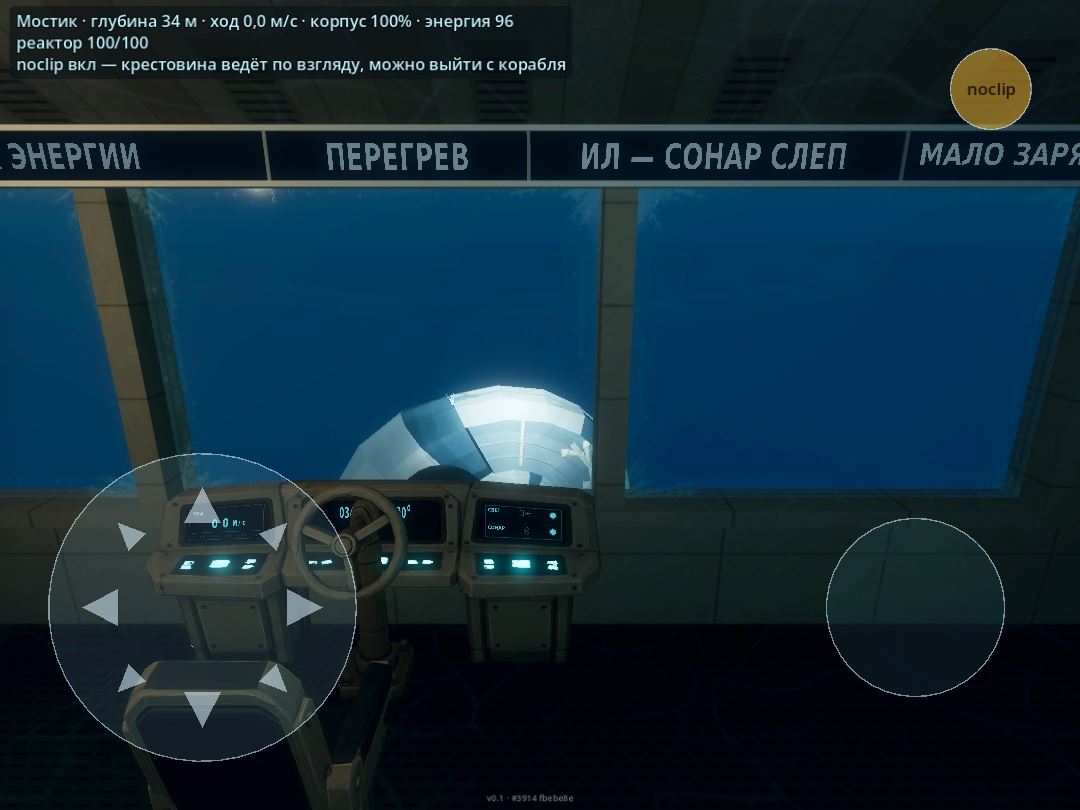 Мостик · глубина 34 м · ход 0,0 м/с · корпус 100% · энергия 96
реактор 100/100
noclip вкл — крестовина ведёт по взгляду, можно выйти с корабля
noclip
ЭНЕРГИИ
ПЕРЕГРЕВ
ИЛ — СОНАР СЛЕП
МАЛО ЗАРЯ
0·0 М/С
СВЕТ
СОНАР
v0.1 · #3914 fbebe8e